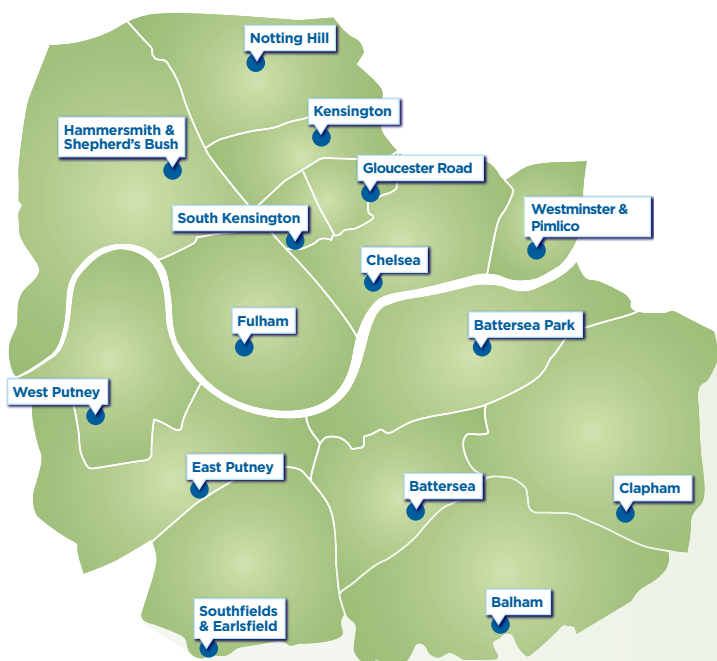 Notting Hill
Kensington
Hammersmith &
Shepherd's Bush
Gloucester Road
South Kensington
Westminster &
Pimlico
Chelsea
Fulham
Battersea Park
West Putney
East Putney
Battersea
Clapham
Balham
Southfields
& Earlsfield